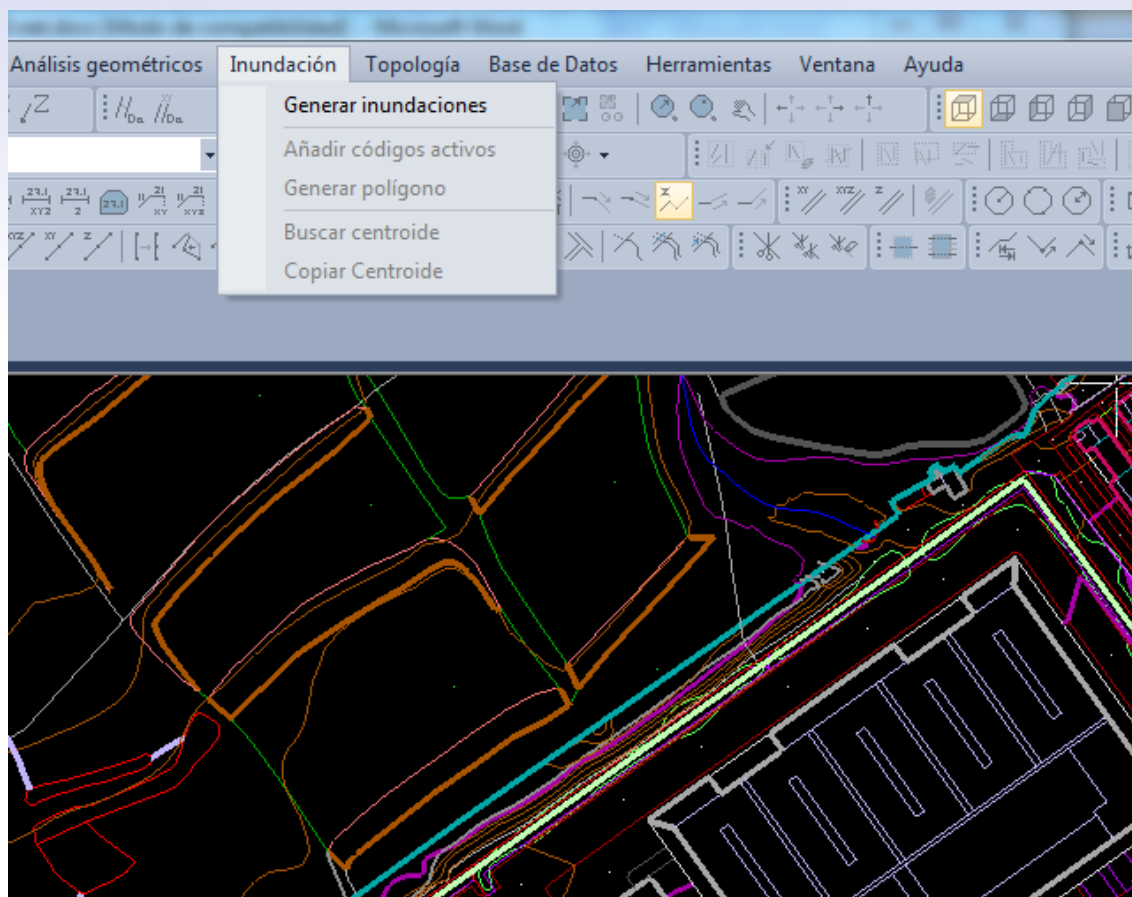 Análisis geométricos Inundación Topología Base de Datos Herramientas Ventana Ayuda
Generar inundaciones
Añadir códigos activos
Generar polígono
Buscar centroide
Copiar Centroide